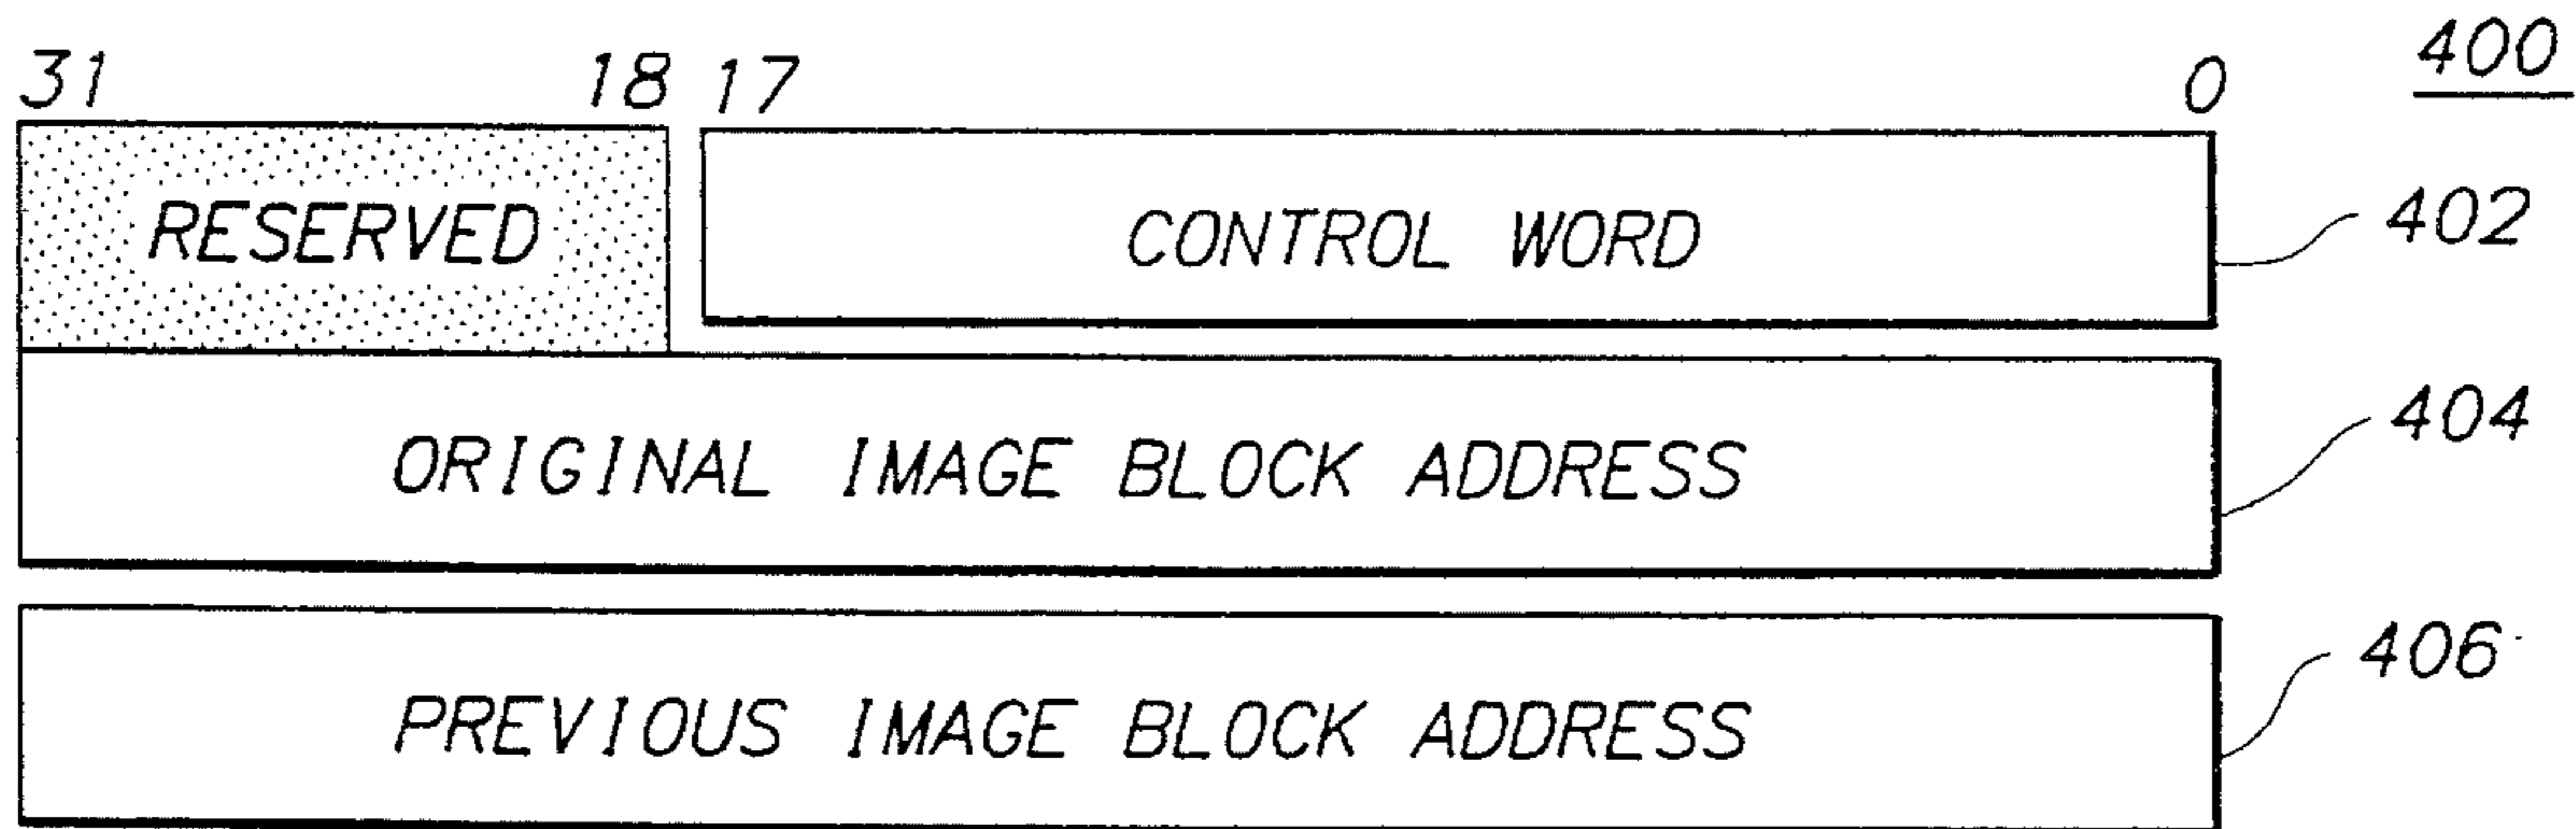 31 18 17 0 400
RESERVED CONTROL WORD 402
ORIGINAL IMAGE BLOCK ADDRESS 404
PREVIOUS IMAGE BLOCK ADDRESS 406